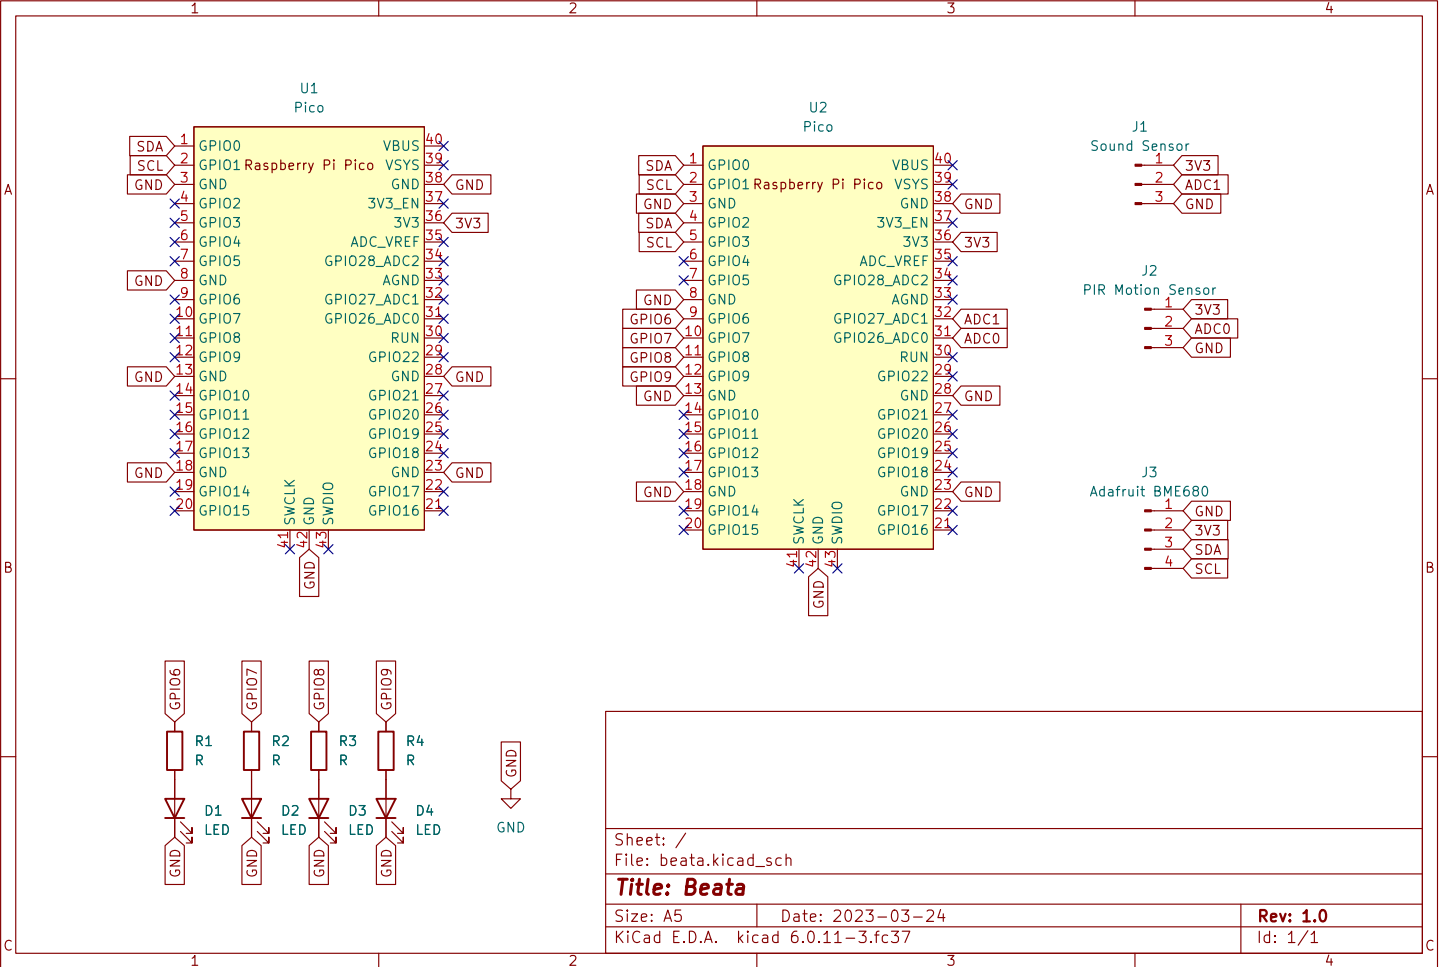 1 2 3 4
U1
Pico
SDA 1 GPIO0 VBUS 40
SCL 2 GPIO1 Raspberry Pi Pico VSYS 39
GND 3 GND GND 38 GND
4 GPIO2 3V3_EN 37
5 GPIO3 3V3 36 3V3
6 GPIO4 ADC_VREF 35
7 GPIO5 GPIO28_ADC2 34
GND 8 GND AGND 33
9 GPIO6 GPIO27_ADC1 32
10 GPIO7 GPIO26_ADC0 31
11 GPIO8 RUN 30
12 GPIO9 GPIO22 29
GND 13 GND GND 28 GND
14 GPIO10 GPIO21 27
15 GPIO11 GPIO20 26
16 GPIO12 GPIO19 25
17 GPIO13 GPIO18 24
GND 18 GND GND 23 GND
19 GPIO14 GPIO17 22
20 GPIO15 GPIO16 21
SWCLK GND SWDIO
41 42 43
GND
U2
Pico
SDA 1 GPIO0 VBUS 40
SCL 2 GPIO1 Raspberry Pi Pico VSYS 39
GND 3 GND GND 38 GND
SDA 4 GPIO2 3V3_EN 37
SCL 5 GPIO3 3V3 36 3V3
6 GPIO4 ADC_VREF 35
7 GPIO5 GPIO28_ADC2 34
GND 8 GND AGND 33
GPIO6 9 GPIO6 GPIO27_ADC1 32 ADC1
GPIO7 10 GPIO7 GPIO26_ADC0 31 ADC0
GPIO8 11 GPIO8 RUN 30
GPIO9 12 GPIO9 GPIO22 29
GND 13 GND GND 28 GND
14 GPIO10 GPIO21 27
15 GPIO11 GPIO20 26
16 GPIO12 GPIO19 25
17 GPIO13 GPIO18 24
GND 18 GND GND 23 GND
19 GPIO14 GPIO17 22
20 GPIO15 GPIO16 21
SWCLK GND SWDIO
41 42 43
GND
J1
Sound Sensor
1 3V3
2 ADC1
3 GND
J2
PIR Motion Sensor
1 3V3
2 ADC0
3 GND
J3
Adafruit BME680
1 GND
2 3V3
3 SDA
4 SCL
A A
B B
C C
GPIO6 GPIO7 GPIO8 GPIO9
R1 R2 R3 R4
R R R R
D1 D2 D3 D4
LED LED LED LED
GND GND GND GND
GND
GND
Sheet: /
File: beata.kicad_sch
Title: Beata
Size: A5 Date: 2023-03-24 Rev: 1.0
KiCad E.D.A. kicad 6.0.11-3.fc37 Id: 1/1
1 2 3 4